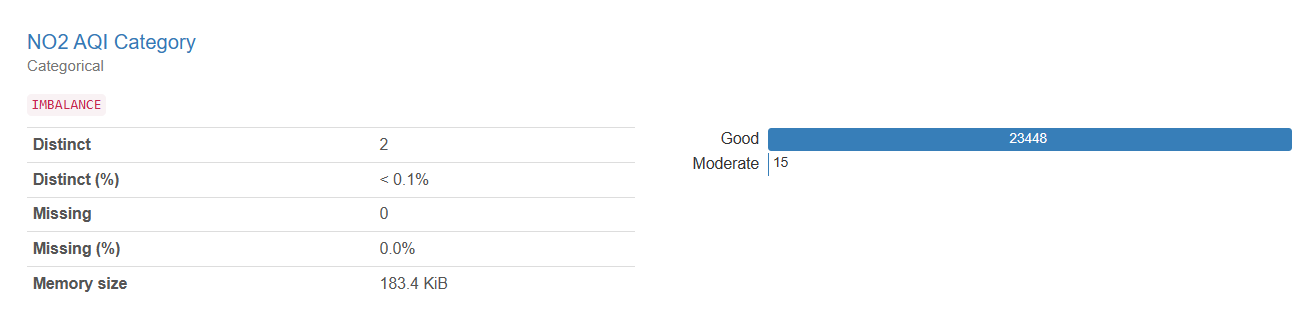 NO2 AQI Category
Categorical
IMBALANCE
Distinct 2
Distinct (%) < 0.1%
Missing 0
Missing (%) 0.0%
Memory size 183.4 KiB
Good 23448
Moderate 15